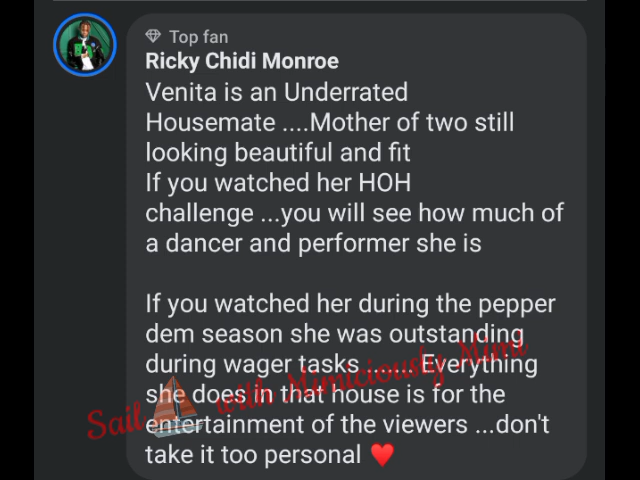 Top fan
Ricky Chidi Monroe
Venita is an Underrated
Housemate ....Mother of two still
looking beautiful and fit
If you watched her HOH
challenge ...you will see how much of
a dancer and performer she is
If you watched her during the pepper
dem season she was outstanding
during wager tasks ....... Everything
she does in that house is for the
entertainment of the viewers ...don't
take it too personal ❤️
Sail with Mimiciously Mimi